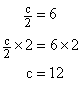 c/2 = 6
c/2 × 2 = 6 × 2
c = 12